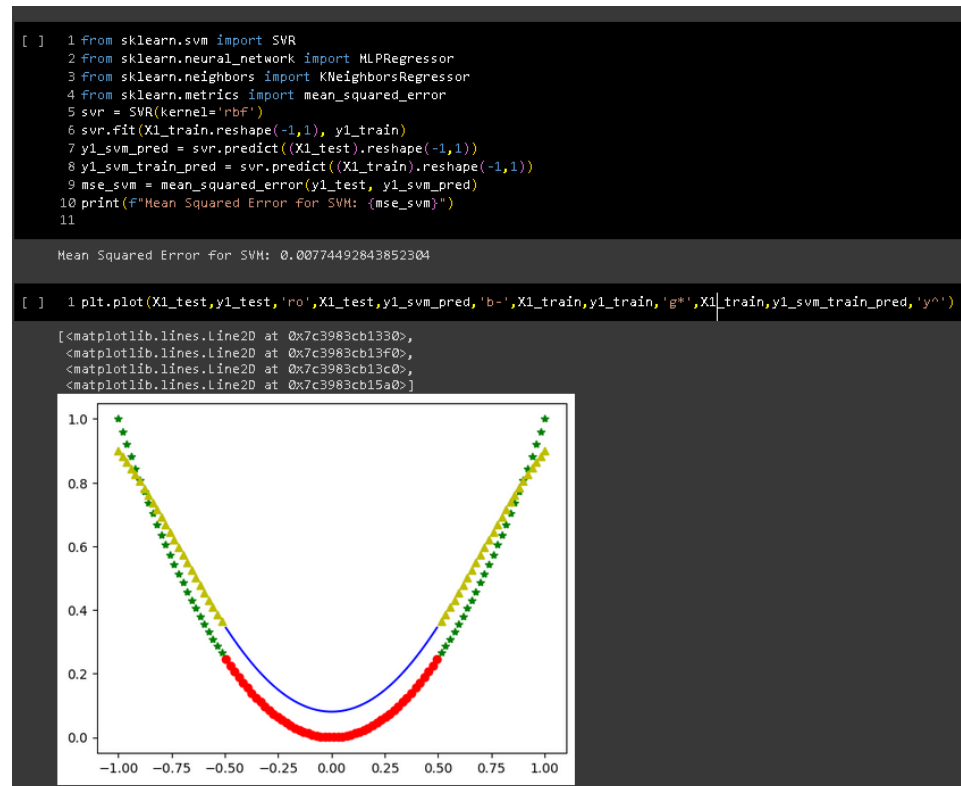 [ ] 1 from sklearn.svm import SVR
2 from sklearn.neural_network import MLPRegressor
3 from sklearn.neighbors import KNeighborsRegressor
4 from sklearn.metrics import mean_squared_error
5 svr = SVR(kernel='rbf')
6 svr.fit(X1_train.reshape(-1,1), y1_train)
7 y1_svm_pred = svr.predict((X1_test).reshape(-1,1))
8 y1_svm_train_pred = svr.predict((X1_train).reshape(-1,1))
9 mse_svm = mean_squared_error(y1_test, y1_svm_pred)
10 print(f"Mean Squared Error for SVM: {mse_svm}")
11
Mean Squared Error for SVM: 0.00774492843852304
[ ] 1 plt.plot(X1_test,y1_test,'ro',X1_test,y1_svm_pred,'b-',X1_train,y1_train,'g*',X1_train,y1_svm_train_pred,'y^')
[<matplotlib.lines.Line2D at 0x7c3983cb1330>,
<matplotlib.lines.Line2D at 0x7c3983cb13f0>,
<matplotlib.lines.Line2D at 0x7c3983cb13c0>,
<matplotlib.lines.Line2D at 0x7c3983cb15a0>]
1.0
0.8
0.6
0.4
0.2
0.0
−1.00 −0.75 −0.50 −0.25 0.00 0.25 0.50 0.75 1.00